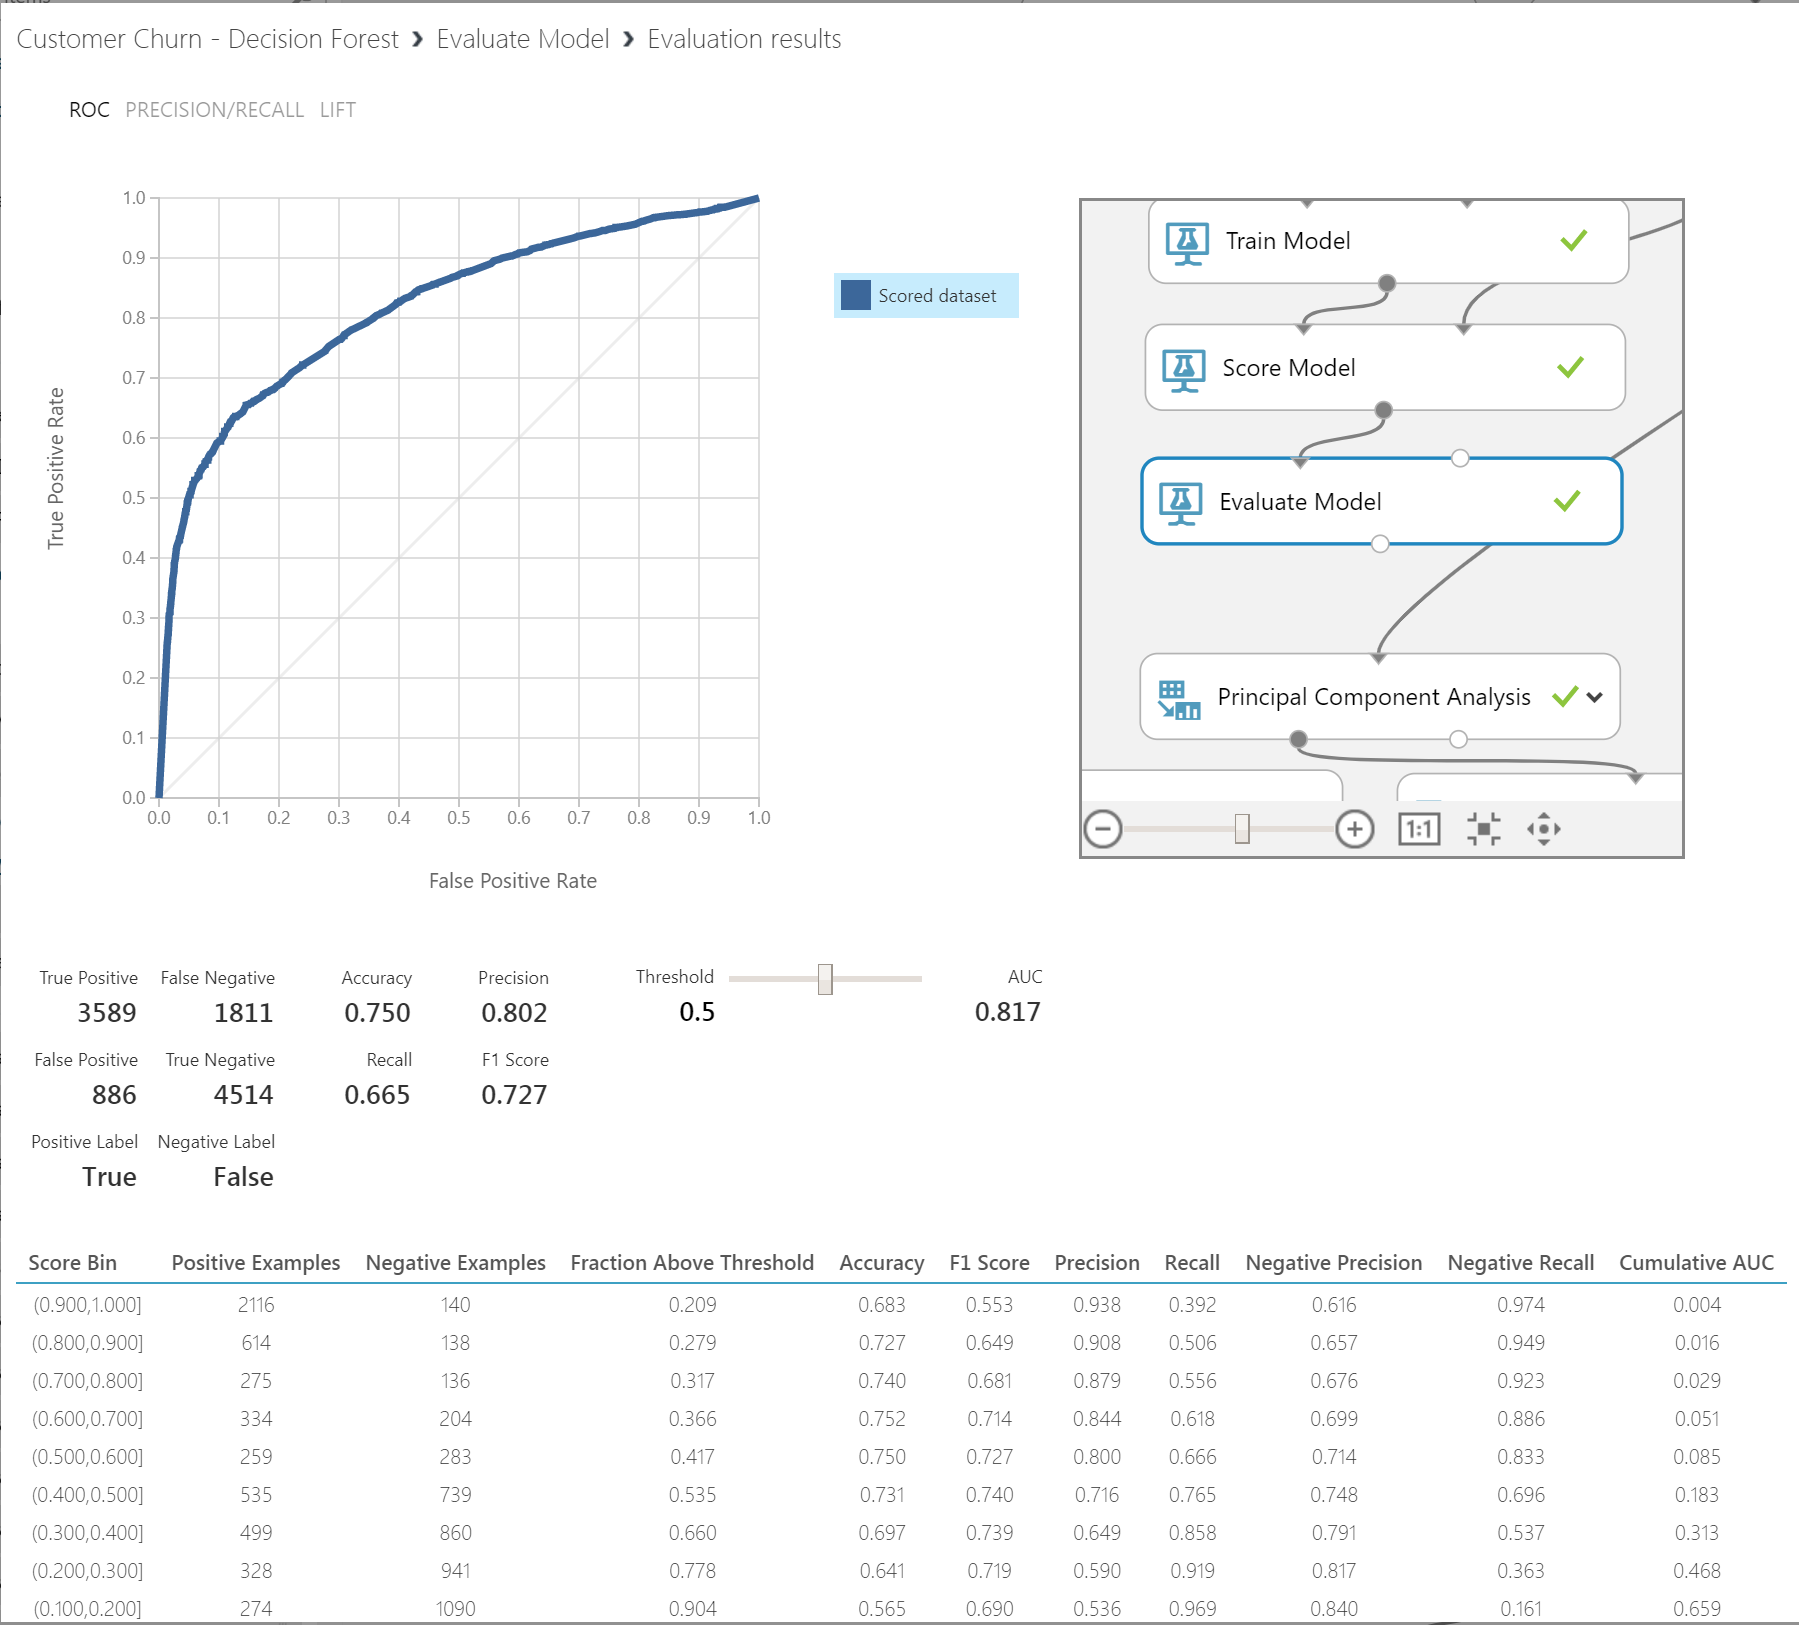 Customer Churn - Decision Forest › Evaluate Model › Evaluation results
ROC PRECISION/RECALL LIFT
1.0
0.9
0.8
0.7
0.6
0.5
0.4
0.3
0.2
0.1
0.0
True Positive Rate
0.0 0.1 0.2 0.3 0.4 0.5 0.6 0.7 0.8 0.9 1.0
False Positive Rate
Scored dataset
Train Model
Score Model
Evaluate Model
Principal Component Analysis
1:1
True Positive False Negative Accuracy Precision Threshold AUC
3589 1811 0.750 0.802 0.5 0.817
False Positive True Negative Recall F1 Score
886 4514 0.665 0.727
Positive Label Negative Label
True False
Score Bin Positive Examples Negative Examples Fraction Above Threshold Accuracy F1 Score Precision Recall Negative Precision Negative Recall Cumulative AUC
(0.900,1.000] 2116 140 0.209 0.683 0.553 0.938 0.392 0.616 0.974 0.004
(0.800,0.900] 614 138 0.279 0.727 0.649 0.908 0.506 0.657 0.949 0.016
(0.700,0.800] 275 136 0.317 0.740 0.681 0.879 0.556 0.676 0.923 0.029
(0.600,0.700] 334 204 0.366 0.752 0.714 0.844 0.618 0.699 0.886 0.051
(0.500,0.600] 259 283 0.417 0.750 0.727 0.800 0.666 0.714 0.833 0.085
(0.400,0.500] 535 739 0.535 0.731 0.740 0.716 0.765 0.748 0.696 0.183
(0.300,0.400] 499 860 0.660 0.697 0.739 0.649 0.858 0.791 0.537 0.313
(0.200,0.300] 328 941 0.778 0.641 0.719 0.590 0.919 0.817 0.363 0.468
(0.100,0.200] 274 1090 0.904 0.565 0.690 0.536 0.969 0.840 0.161 0.659